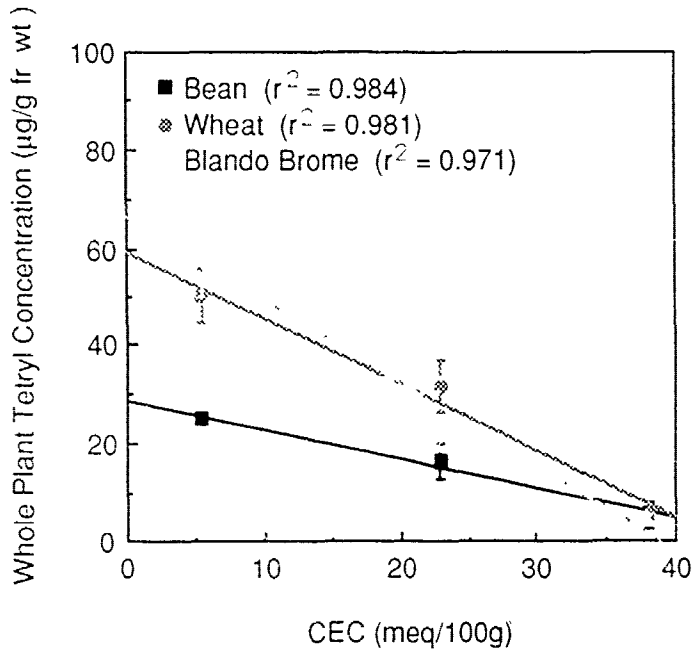 Whole Plant Tetryl Concentration (µg/g fr wt)
100
80
60
40
20
0
Bean (r² = 0.984)
Wheat (r² = 0.981)
Blando Brome (r² = 0.971)
0 10 20 30 40
CEC (meq/100g)